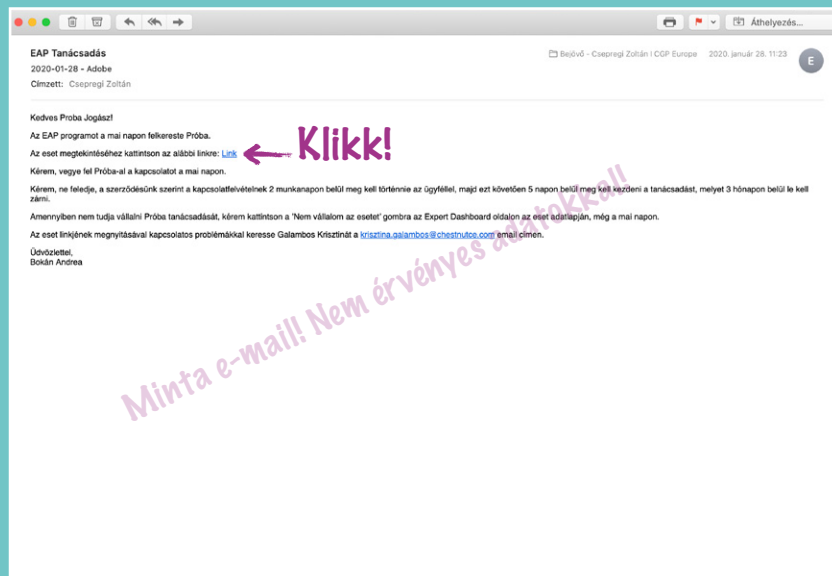 Áthelyezés...
EAP Tanácsadás
Bejövő - Csepregi Zoltán I CGP Europe 2020. január 28. 11:23
E
2020-01-28 - Adobe
Címzett: Csepregi Zoltán
Kedves Proba Jogász!
Az EAP programot a mai napon felkereste Próba.
Az eset megtekintéséhez kattintson az alábbi linkre: Link
Klikk!
Kérem, vegye fel Próba-al a kapcsolatot a mai napon.
Kérem, ne feledje, a szerződésünk szerint a kapcsolatfelvételnek 2 munkanapon belül meg kell történnie az ügyféllel, majd ezt követően 5 napon belül meg kell kezdeni a tanácsadást, melyet 3 hónapon belül le kell
zárni.
Amennyiben nem tudja vállalni Próba tanácsadását, kérem kattintson a 'Nem vállalom az esetet' gombra az Expert Dashboard oldalon az eset adatlapján, még a mai napon.
Az eset linkjének megnyitásával kapcsolatos problémákkal keresse Galambos Krisztinát a krisztina.galambos@chestnutce.com email címen.
Üdvözlettel,
Bokán Andrea
Minta e-mail! Nem érvényes adatokkal!